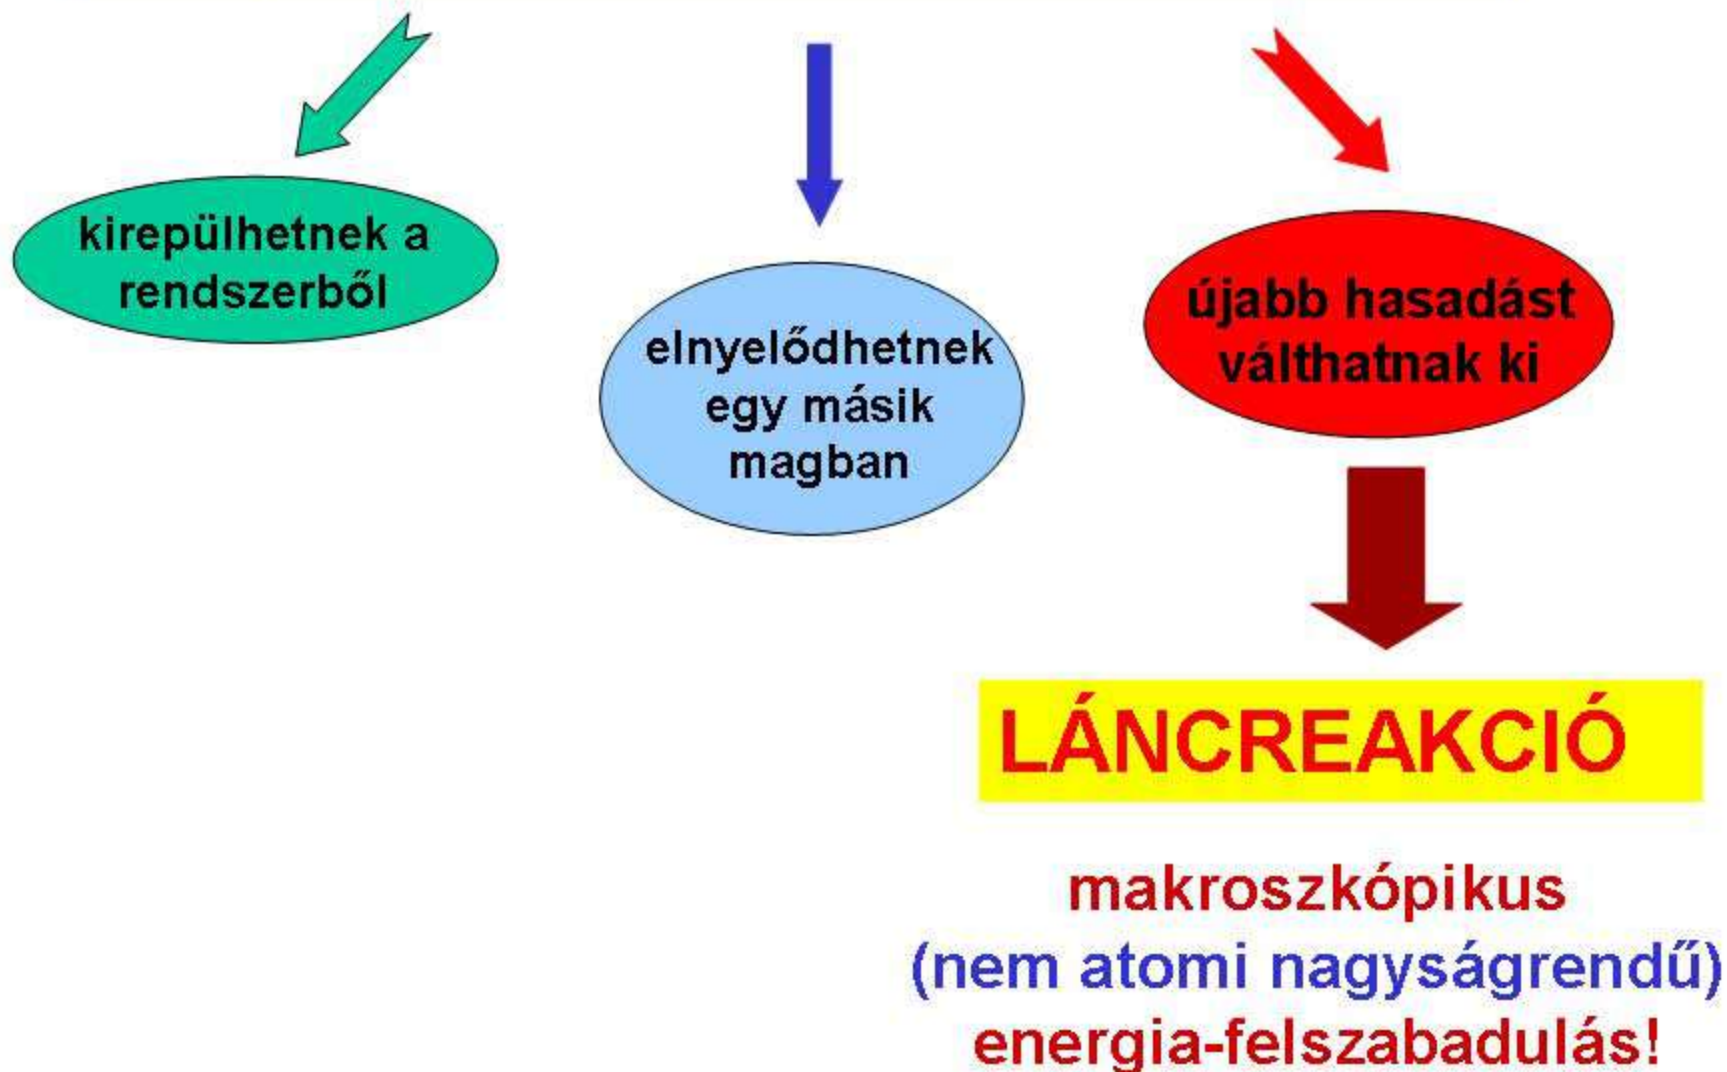 kirepülhetnek a
rendszerből
elnyelődhetnek
egy másik
magban
újabb hasadást
válthatnak ki
LÁNCREAKCIÓ
makroszkópikus
(nem atomi nagyságrendű)
energia-felszabadulás!